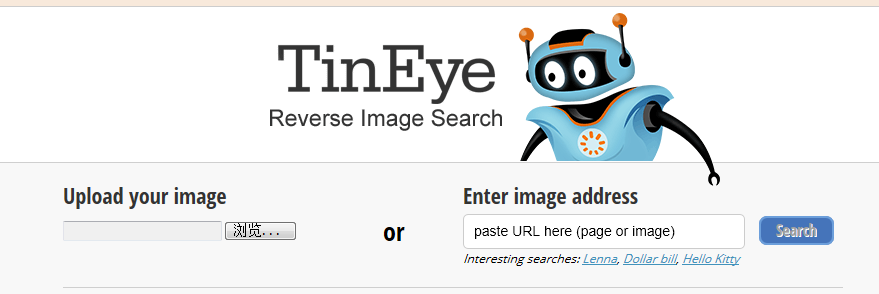 TinEye
Reverse Image Search
Upload your image
浏览...
or
Enter image address
paste URL here (page or image)
Search
Interesting searches: Lenna, Dollar bill, Hello Kitty